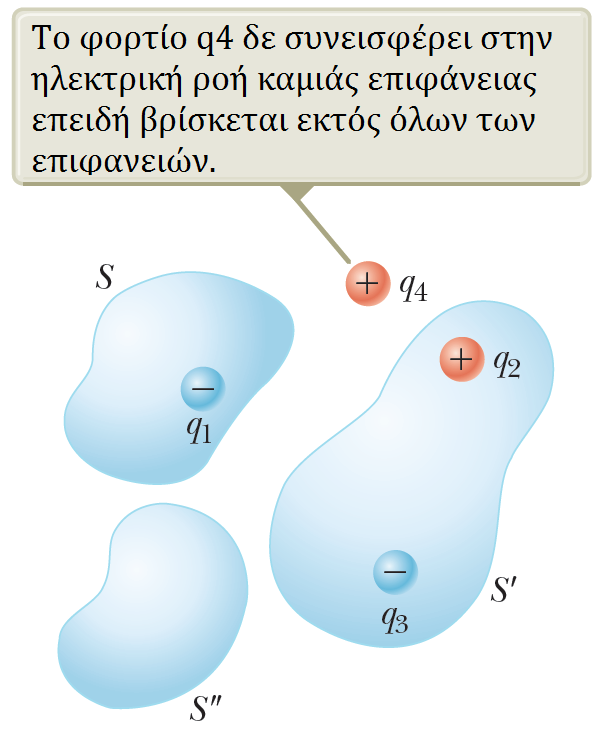 Το φορτίο q4 δε συνεισφέρει στην
ηλεκτρική ροή καμιάς επιφάνειας
επειδή βρίσκεται εκτός όλων των
επιφανειών.
S
+ q4
+ q2
−
q1
−
q3
S′
S″